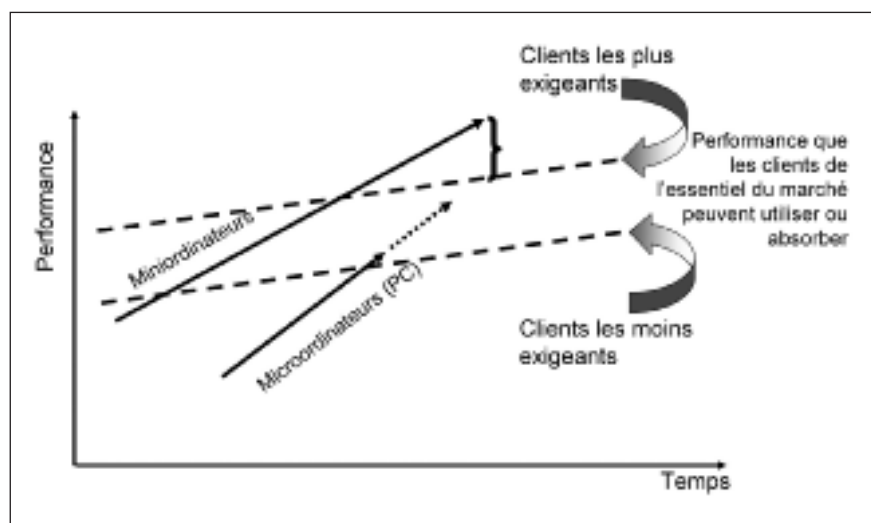 Clients les plus
exigeants
Performance que
les clients de
l'essentiel du marché
peuvent utiliser ou
absorber
Performance
Miniordinateurs
Microordinateurs (PC)
Clients les moins
exigeants
Temps